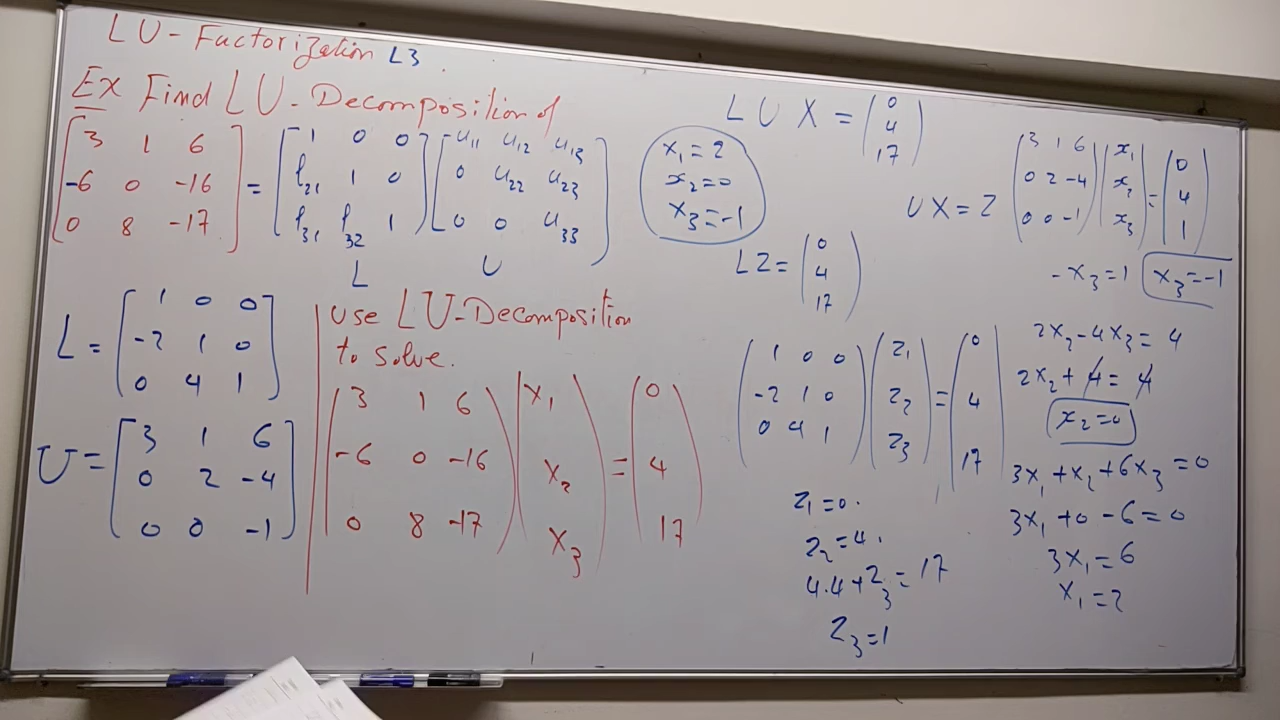 LU-Factorization L3
Ex Find LU-Decomposition of
[3 1 6; -6 0 -16; 0 8 -17] = [1 0 0; l21 1 0; l31 l32 1] [u11 u12 u13; 0 u22 u23; 0 0 u33]
L U
L = [1 0 0; -2 1 0; 0 4 1]
U = [3 1 6; 0 2 -4; 0 0 -1]
use LU-Decomposition
to solve.
(3 1 6; -6 0 -16; 0 8 -17) (x1; x2; x3) = (0; 4; 17)
x1=2
x2=0
x3=-1
LUX = (0; 4; 17)
LZ = (0; 4; 17)
(1 0 0; -2 1 0; 0 4 1) (z1; z2; z3) = (0; 4; 17)
z1=0.
z2=4.
4.4+z3=17
z3=1
UX=Z (3 1 6; 0 2 -4; 0 0 -1) (x1; x2; x3) = (0; 4; 1)
-x3=1 x3=-1
2x2-4x3=4
2x2+4=4
x2=0
3x1+x2+6x3=0
3x1+0-6=0
3x1=6
x1=2